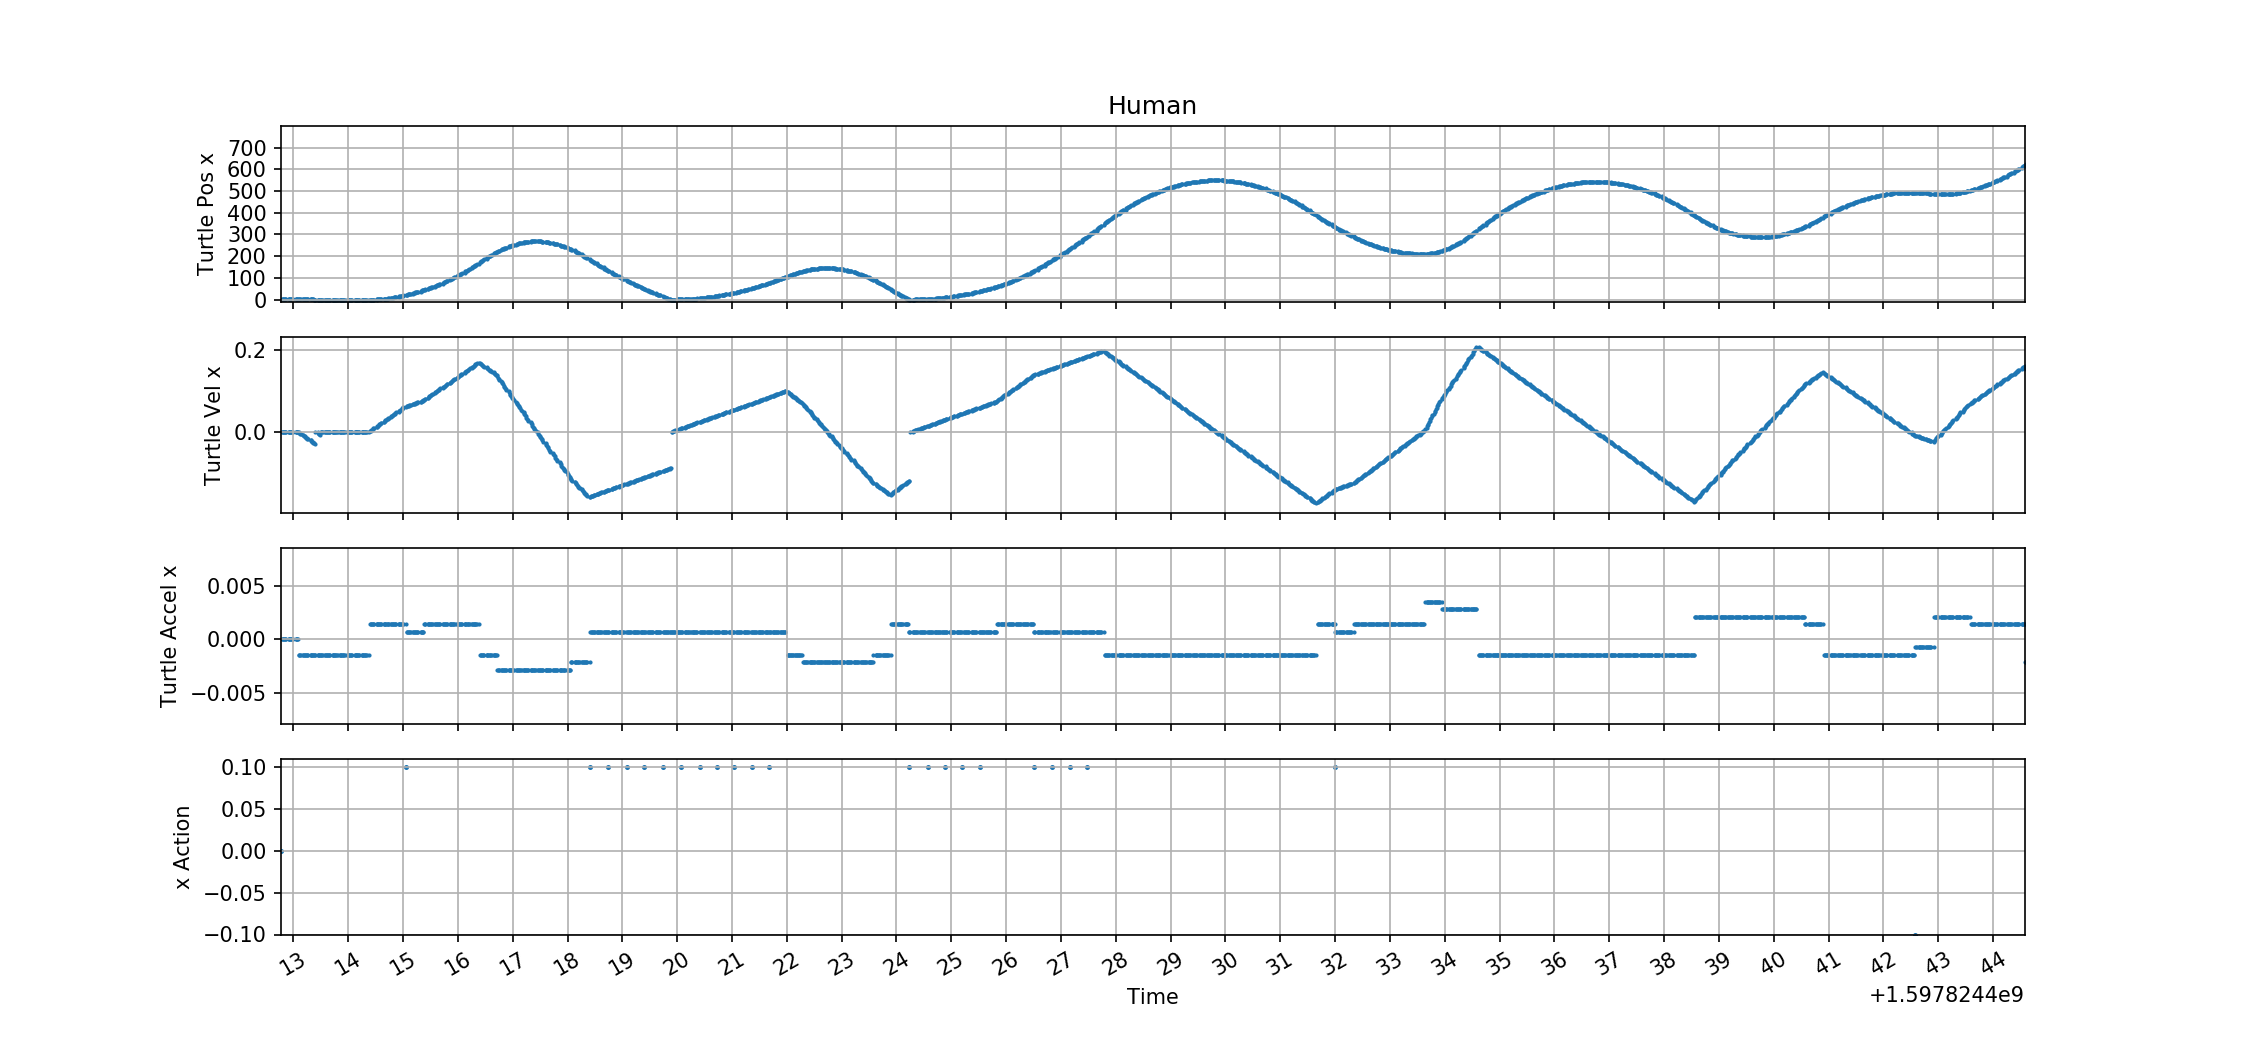 Human
Turtle Pos x
700
600
500
400
300
200
100
0
Turtle Vel x
0.2
0.0
Turtle Accel x
0.005
0.000
−0.005
x Action
0.10
0.05
0.00
−0.05
−0.10
13 14 15 16 17 18 19 20 21 22 23 24 25 26 27 28 29 30 31 32 33 34 35 36 37 38 39 40 41 42 43 44
Time
+1.5978244e9